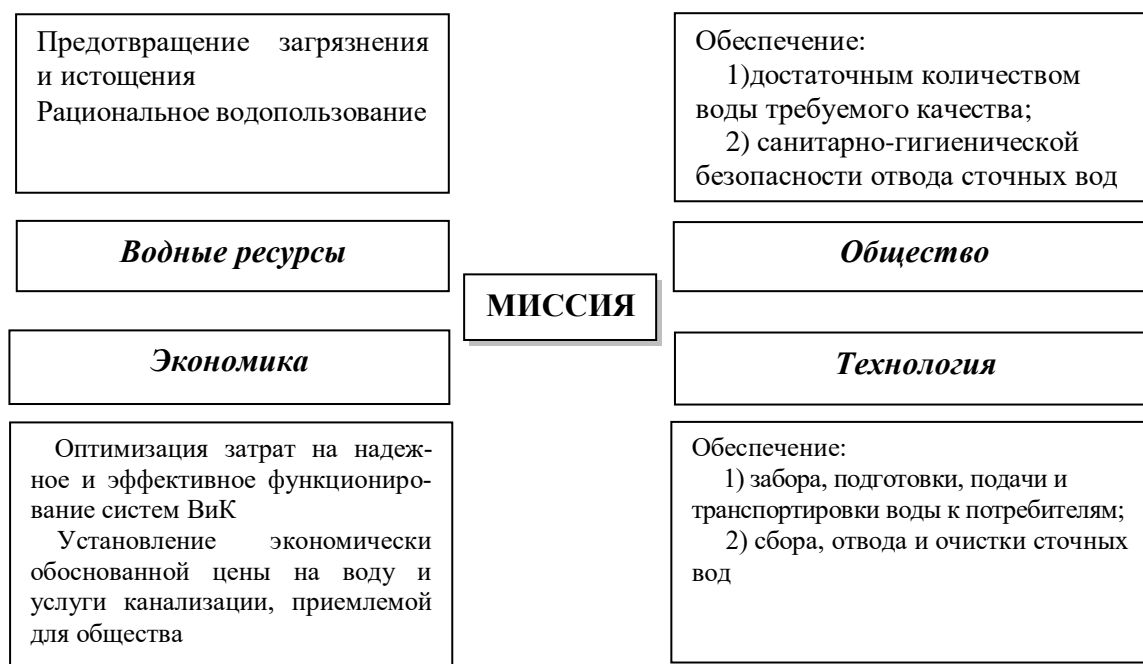 Предотвращение загрязнения
и истощения
Рациональное водопользование
Обеспечение:
1)достаточным количеством
воды требуемого качества;
2) санитарно-гигиенической
безопасности отвода сточных вод
Водные ресурсы
Общество
МИССИЯ
Экономика
Технология
Оптимизация затрат на надеж-
ное и эффективное функциониро-
вание систем ВиК
Установление экономически
обоснованной цены на воду и
услуги канализации, приемлемой
для общества
Обеспечение:
1) забора, подготовки, подачи и
транспортировки воды к потребителям;
2) сбора, отвода и очистки сточных
вод